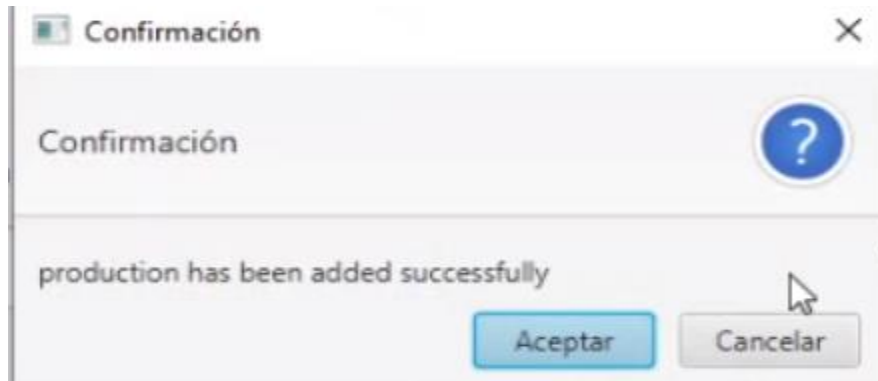 Confirmación
Confirmación
?
production has been added successfully
Aceptar Cancelar